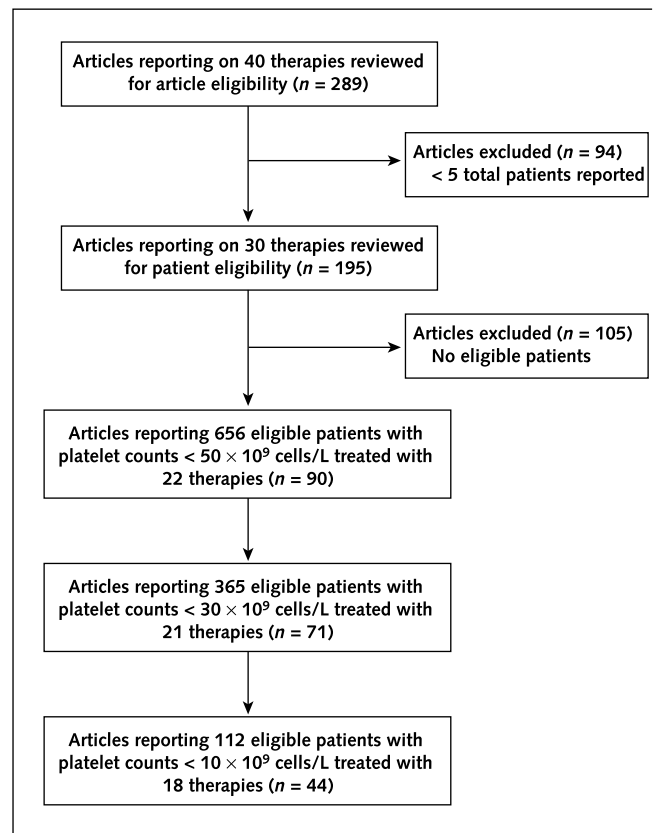 Articles reporting on 40 therapies reviewed
for article eligibility (n = 289)
Articles excluded (n = 94)
< 5 total patients reported
Articles reporting on 30 therapies reviewed
for patient eligibility (n = 195)
Articles excluded (n = 105)
No eligible patients
Articles reporting 656 eligible patients with
platelet counts < 50 × 10⁹ cells/L treated with
22 therapies (n = 90)
Articles reporting 365 eligible patients with
platelet counts < 30 × 10⁹ cells/L treated with
21 therapies (n = 71)
Articles reporting 112 eligible patients with
platelet counts < 10 × 10⁹ cells/L treated with
18 therapies (n = 44)